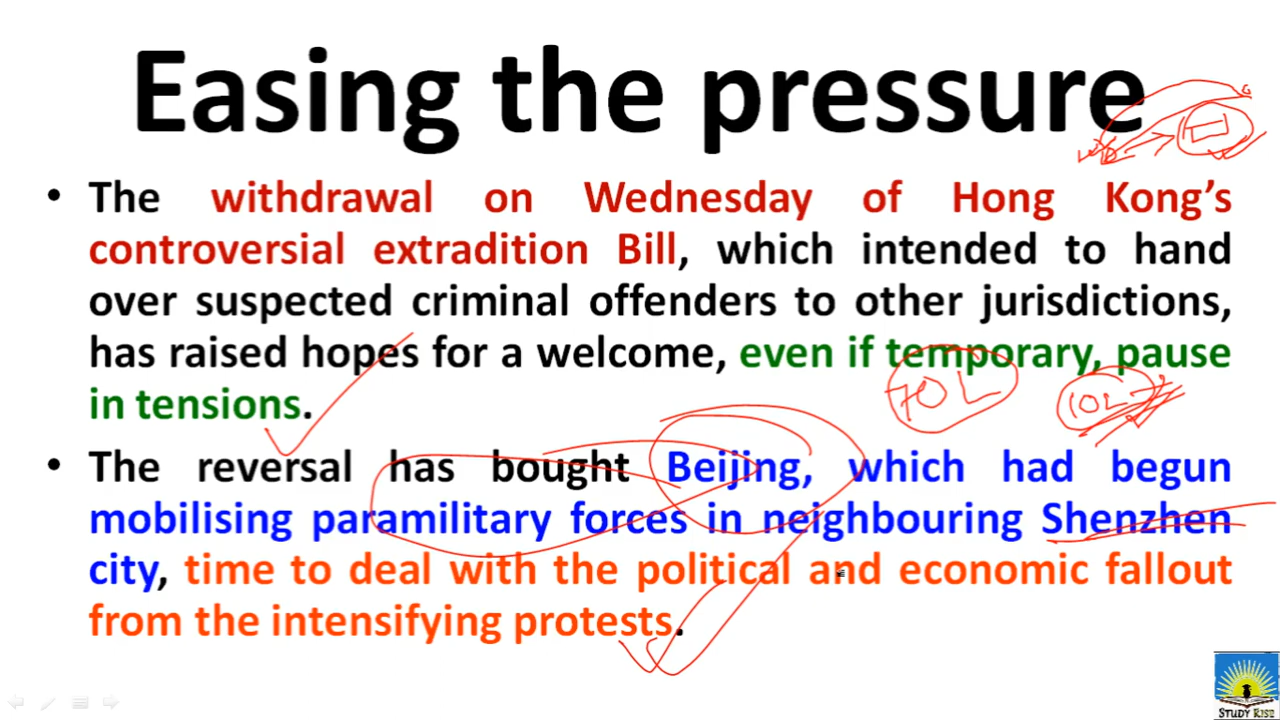 Easing the pressure
• The withdrawal on Wednesday of Hong Kong's
controversial extradition Bill, which intended to hand
over suspected criminal offenders to other jurisdictions,
has raised hopes for a welcome, even if temporary, pause
in tensions.
70L
10L
• The reversal has bought Beijing, which had begun
mobilising paramilitary forces in neighbouring Shenzhen
city, time to deal with the political and economic fallout
from the intensifying protests.
STUDY RISE